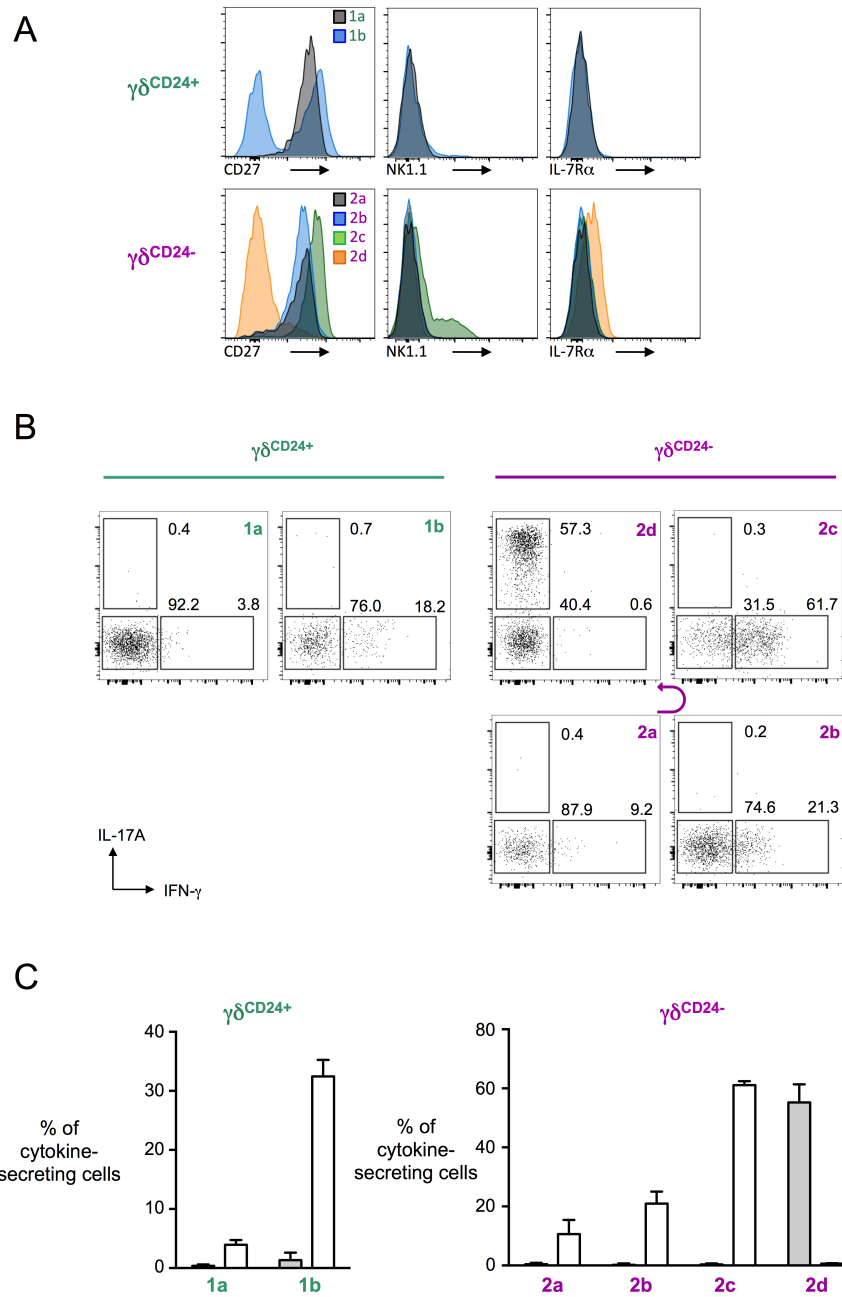 A
1a
1b
γδCD24+
CD27
NK1.1
IL-7Rα
2a
2b
2c
2d
γδCD24-
CD27
NK1.1
IL-7Rα
B
γδCD24+
γδCD24-
0.4 1a
92.2 3.8
0.7 1b
76.0 18.2
57.3 2d
40.4 0.6
0.3 2c
31.5 61.7
0.4 2a
87.9 9.2
0.2 2b
74.6 21.3
IL-17A
IFN-γ
C
γδCD24+
40
30
20
10
0
% of
cytokine-
secreting cells
1a 1b
γδCD24-
80
60
40
20
0
% of
cytokine-
secreting cells
2a 2b 2c 2d